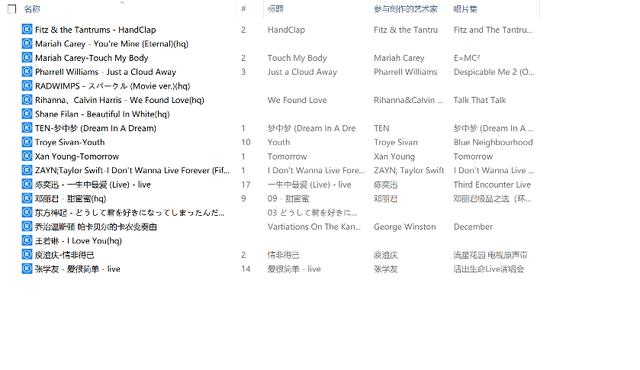 名称 # 标题 参与创作的艺术家 唱片集
Fitz & the Tantrums - HandClap 2 HandClap Fitz & the Tantru Fitz and The Tantru...
Mariah Carey - You're Mine (Eternal)(hq)
Mariah Carey-Touch My Body 2 Touch My Body Mariah Carey E=MC²
Pharrell Williams - Just a Cloud Away 3 Just a Cloud Away Pharrell Williams Despicable Me 2 (O...
RADWIMPS - スパークル (Movie ver.)(hq)
Rihanna、Calvin Harris - We Found Love(hq) We Found Love Rihanna&Calvin ... Talk That Talk
Shane Filan - Beautiful In White(hq)
TEN-梦中梦 (Dream In A Dream) 1 梦中梦 (Dream In A Dre TEN 梦中梦 (Dream In A ...
Troye Sivan-Youth 10 Youth Troye Sivan Blue Neighbourhood
Xan Young-Tomorrow 1 Tomorrow Xan Young Tomorrow
ZAYN; Taylor Swift-I Don't Wanna Live Forever (Fif... 1 I Don't Wanna Live Fore... ZAYN; Taylor Swift I Don't Wanna Live ...
陈奕迅 - 一生中最爱 (Live) - live 17 一生中最爱 (Live) - live 陈奕迅 Third Encounter Live
邓丽君 - 甜蜜蜜(hq) 9 09 - 甜蜜蜜 邓丽君 邓丽君极品之选（环...
东方神起 - どうして君を好きになってしまったんだ... 03 どうして君を好きに...
乔治温斯顿 帕卡贝尔的卡农变奏曲 Vartiations On The Kan... George Winston December
王若琳 - I Love You(hq)
庾澄庆-情非得已 2 情非得已 庾澄庆 流星花园 电视原声带
张学友 - 爱很简单 - live 14 爱很简单 - live 张学友 活出生命Live演唱会